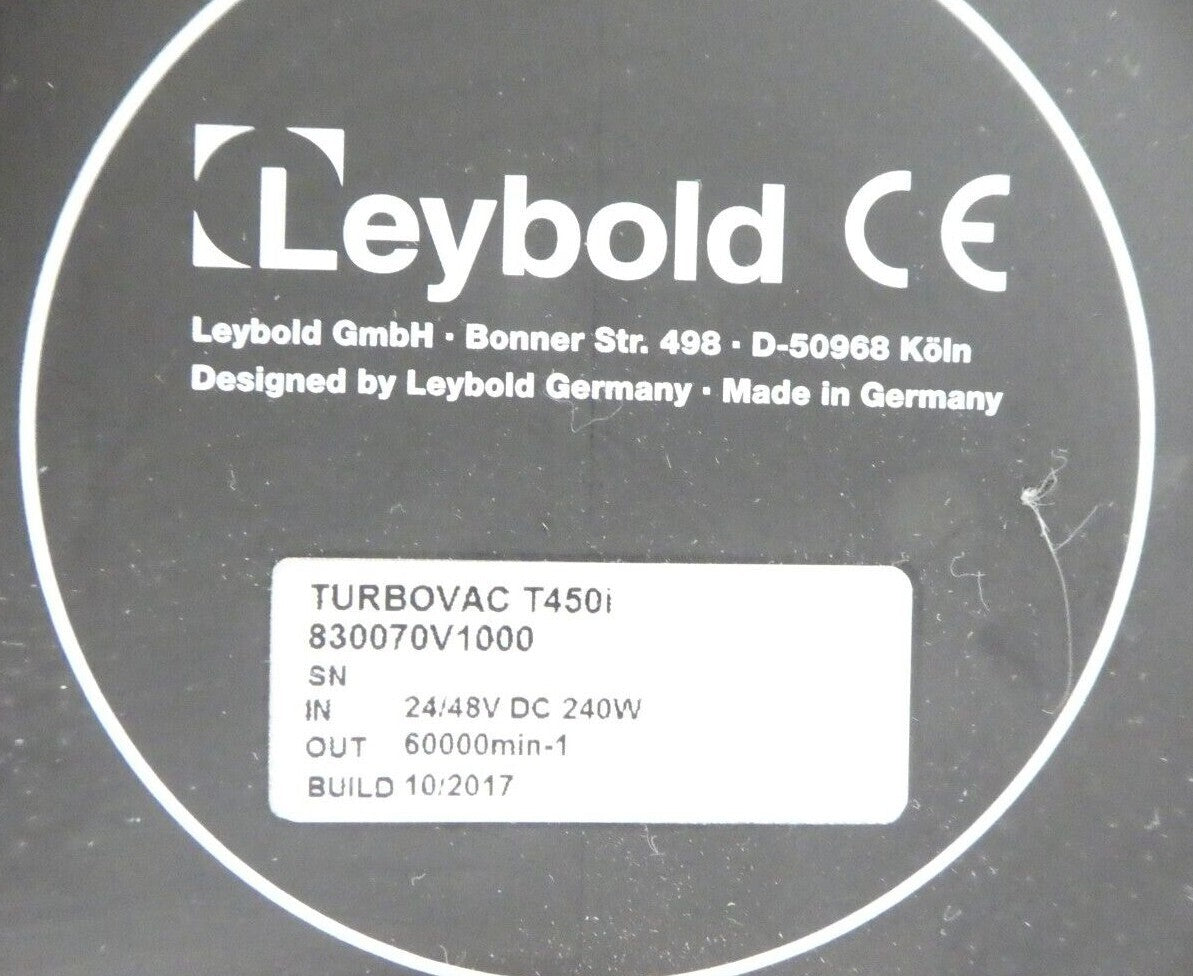 Leybold CE
Leybold GmbH · Bonner Str. 498 · D-50968 Köln
Designed by Leybold Germany · Made in Germany
TURBOVAC T450i
830070V1000
SN
IN 24/48V DC 240W
OUT 60000min-1
BUILD 10/2017